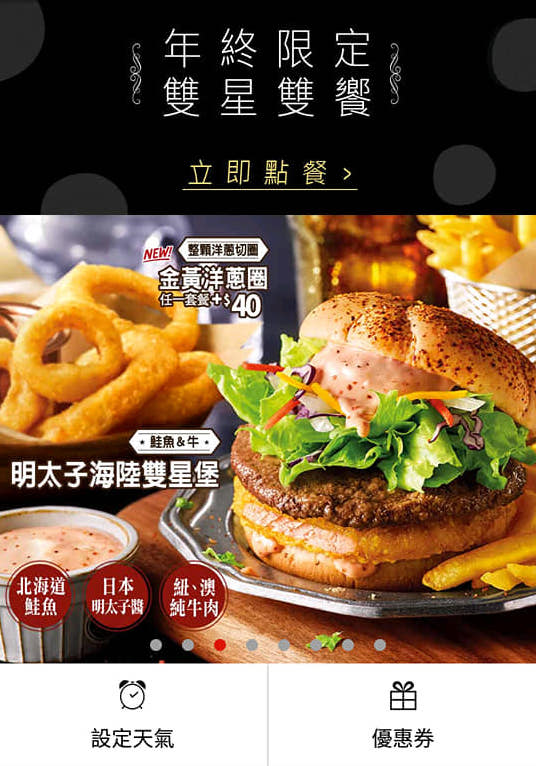 年終限定
雙星雙饗
立即點餐 >
NEW! 整顆洋蔥切圈
金黃洋蔥圈
任一套餐+$40
鮭魚&牛
明太子海陸雙星堡
北海道
鮭魚
日本
明太子醬
紐、澳
純牛肉
設定天氣
優惠券